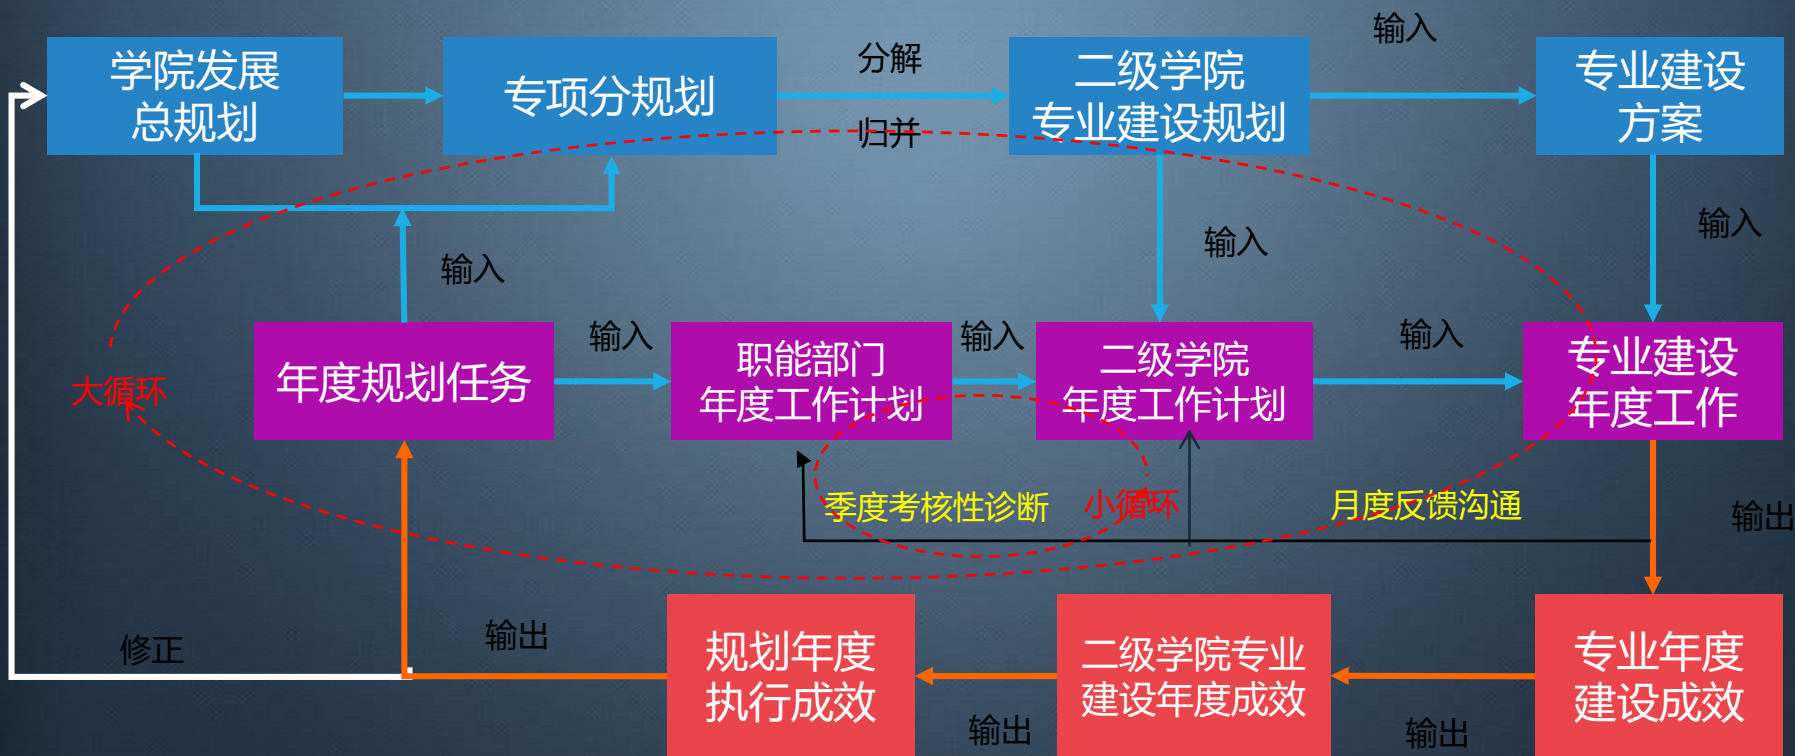 输入
学院发展
总规划
专项分规划
分解
归并
二级学院
专业建设规划
专业建设
方案
输入
输入
输入
年度规划任务
输入
职能部门
年度工作计划
输入
二级学院
年度工作计划
输入
专业建设
年度工作
大循环
季度考核性诊断
小循环
月度反馈沟通
输出
修正
输出
规划年度
执行成效
输出
二级学院专业
建设年度成效
输出
专业年度
建设成效